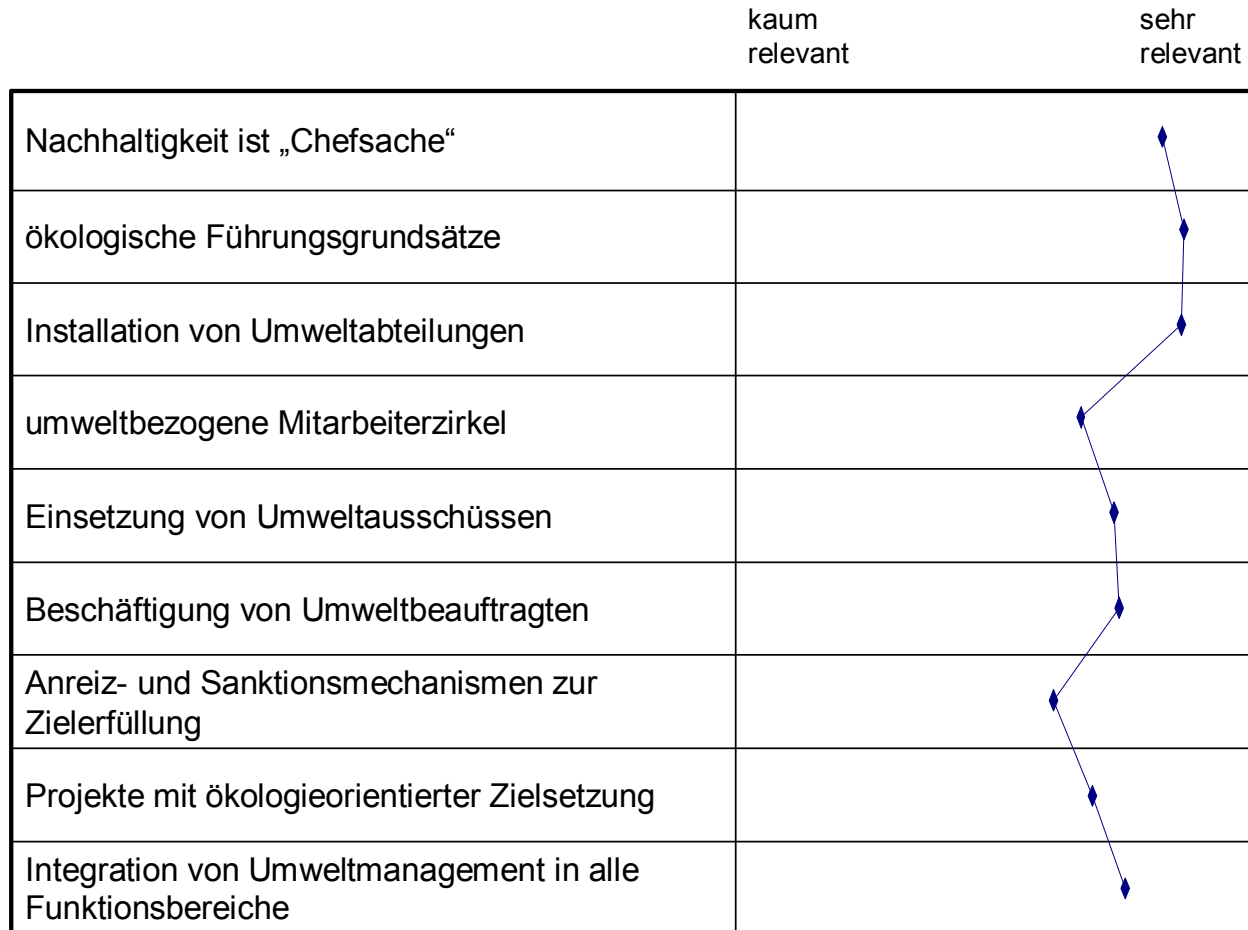 kaum
relevant
sehr
relevant
Nachhaltigkeit ist „Chefsache“
ökologische Führungsgrundsätze
Installation von Umweltabteilungen
umweltbezogene Mitarbeiterzirkel
Einsetzung von Umweltausschüssen
Beschäftigung von Umweltbeauftragten
Anreiz- und Sanktionsmechanismen zur
Zielerfüllung
Projekte mit ökologieorientierter Zielsetzung
Integration von Umweltmanagement in alle
Funktionsbereiche